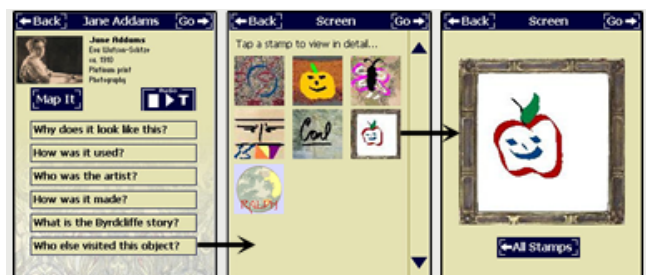 Back Jane Addams Go
Jane Addams
Eva Watson-Schütze
ca. 1910
Platinum print
Photography
Map It
Audio
T
Why does it look like this?
How was it used?
Who was the artist?
How was it made?
What is the Byrdcliffe story?
Who else visited this object?
Back Screen Go
Tap a stamp to view in detail...
Cool
RALPH
Back Screen Go
All Stamps